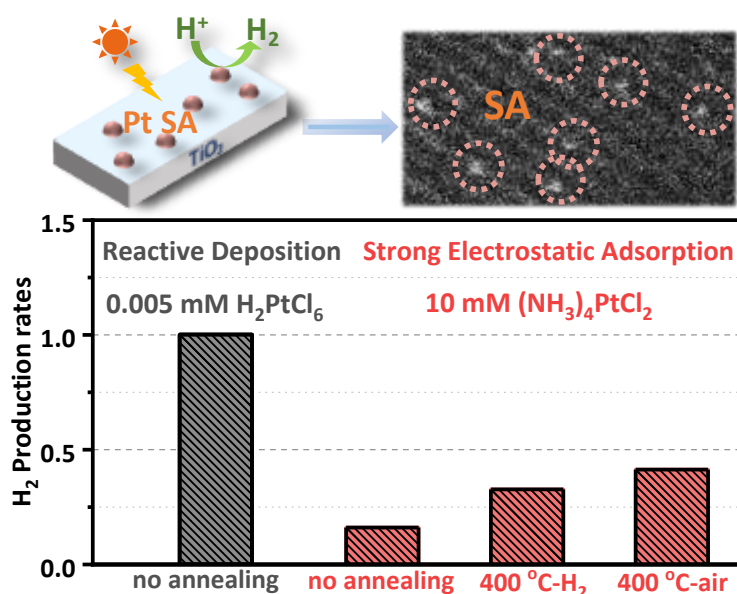 H⁺
H₂
Pt SA
TiO₂
SA
H₂ Production rates
1.5
1.0
0.5
0.0
Reactive Deposition
0.005 mM H₂PtCl₆
Strong Electrostatic Adsorption
10 mM (NH₃)₄PtCl₂
no annealing
no annealing
400 °C-H₂
400 °C-air